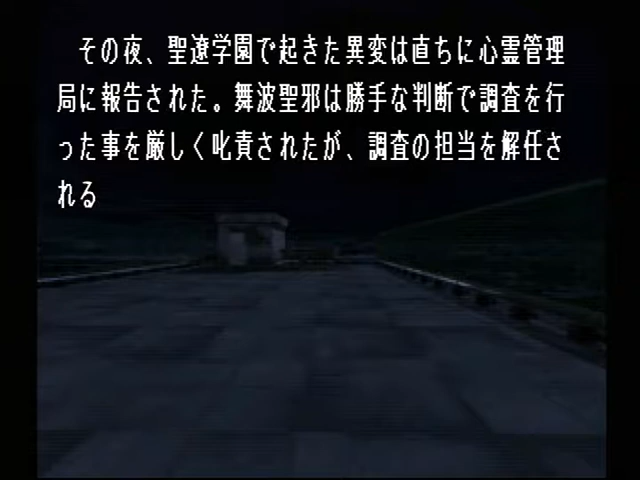 その夜、聖遼学園で起きた異変は直ちに心霊管理
局に報告された。舞波聖邪は勝手な判断で調査を行
った事を厳しく叱責されたが、調査の担当を解任さ
れる